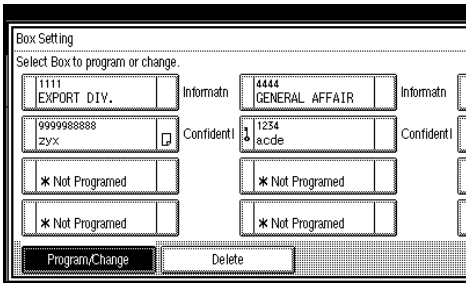 Box Setting
Select Box to program or change.
1111
EXPORT DIV.
Informatn
4444
GENERAL AFFAIR
Informatn
9999988888
zyx
Confidentl
1234
acde
Confidentl
* Not Programed
* Not Programed
* Not Programed
* Not Programed
Program/Change
Delete